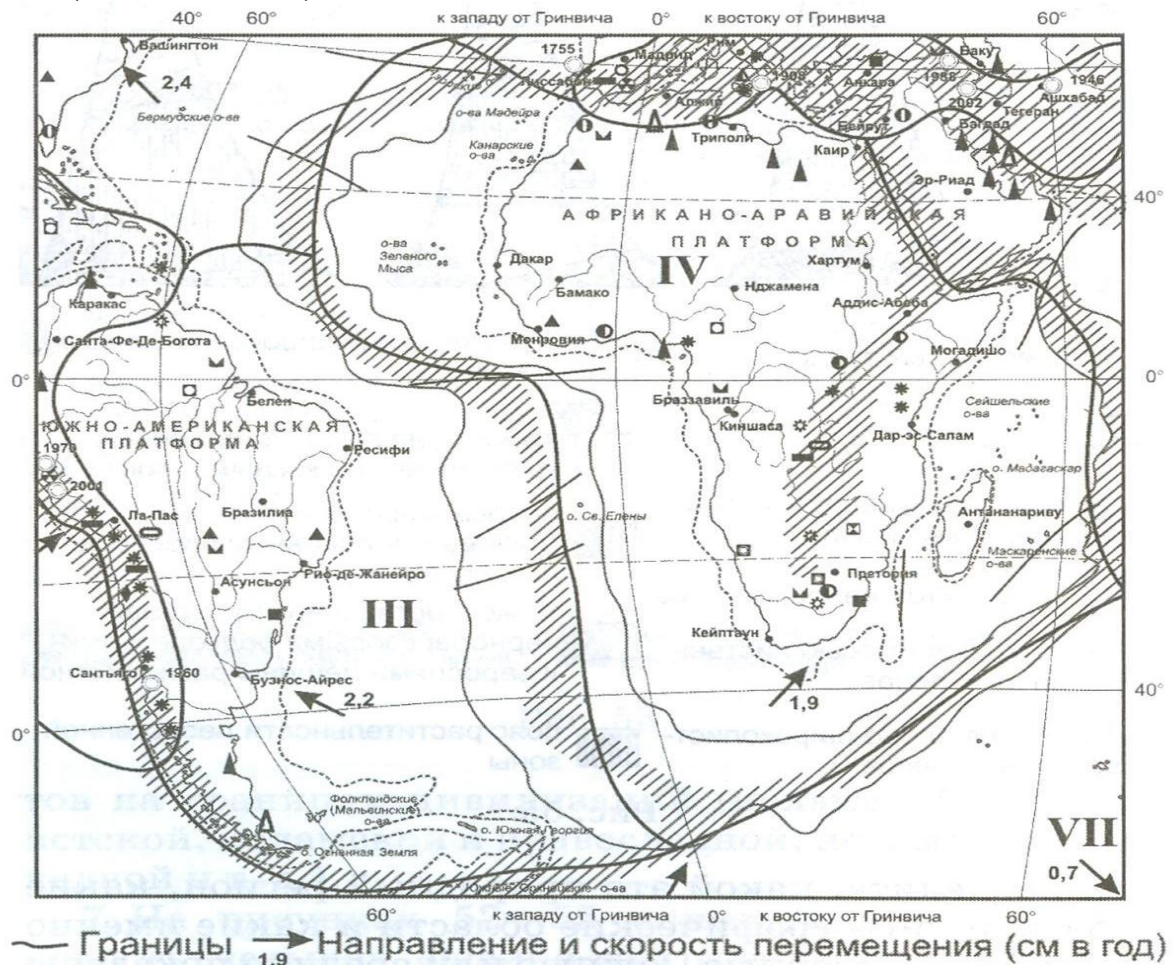 40° 60° к западу от Гринвича 0° к востоку от Гринвича 60°
Вашингтон
2,4
Бермудские о-ва
1755
Мадрид
Рим
Лиссабон
1908
Анкара
1988
Баку
1946
Ашхабад
2002
Тегеран
Алжир
о-ва Мадейра
Триполи
Бейрут
Багдад
Канарские
о-ва
Каир
Эр-Риад
40°
АФРИКАНО-АРАВИЙСКАЯ
ПЛАТФОРМА
IV
о-ва
Зеленого
Мыса
Дакар
Бамако
Нджамена
Хартум
Аддис-Абеба
Каракас
Санта-Фе-Де-Богота
Монровия
Могадишо
0°
0°
Белен
Браззавиль
Киншаса
Сейшельские
о-ва
ЮЖНО-АМЕРИКАНСКАЯ
ПЛАТФОРМА
Ресифи
Дар-эс-Салам
1970
2001
о. Мадагаскар
Ла-Пас
Бразилиа
о. Св. Елены
Антананариву
Маскаренские
о-ва
Асунсьон
Рио-де-Жанейро
Претория
III
Кейптаун
Сантьяго
1960
Буэнос-Айрес
2,2
1,9
40°
0°
Фолклендские
(Мальвинские)
о-ва
о. Южная Георгия
о. Огненная Земля
Южные Оркнейские о-ва
VII
0,7
60° к западу от Гринвича 0° к востоку от Гринвича 60°
Границы
1,9
Направление и скорость перемещения (см в год)